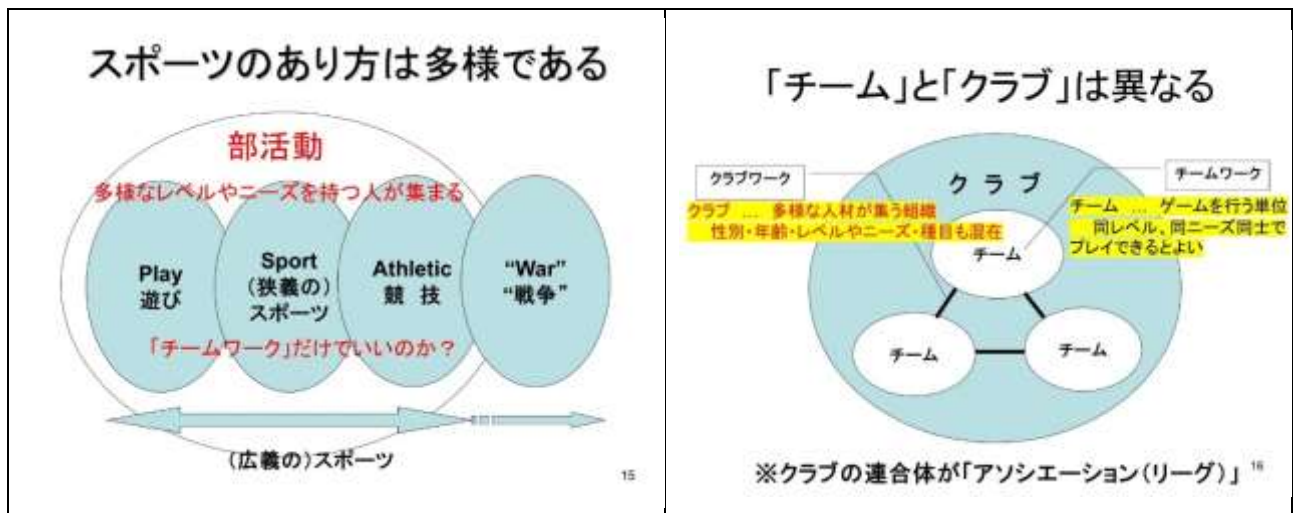 スポーツのあり方は多様である
部活動
多様なレベルやニーズを持つ人が集まる
Play
遊び
Sport
(狭義の)
スポーツ
Athletic
競 技
“War”
“戦争”
「チームワーク」だけでいいのか?
(広義の)スポーツ
15
「チーム」と「クラブ」は異なる
クラブワーク
ク ラ ブ
チームワーク
クラブ … 多様な人材が集う組織
性別・年齢・レベルやニーズ・種目も混在
チーム … ゲームを行う単位
同レベル、同ニーズ同士で
プレイできるとよい
チーム
チーム
チーム
※クラブの連合体が「アソシエーション(リーグ)」
16